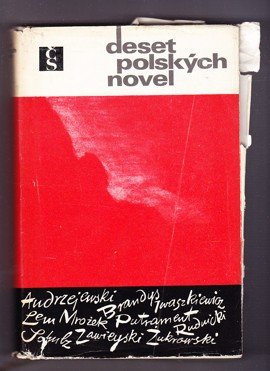 čs
deset
polských
novel
Andrzejewski Brandys Iwaszkiewicz
Lem Mrożek Putrament Rudnicki
Schulz Zawieyski Żukrowski